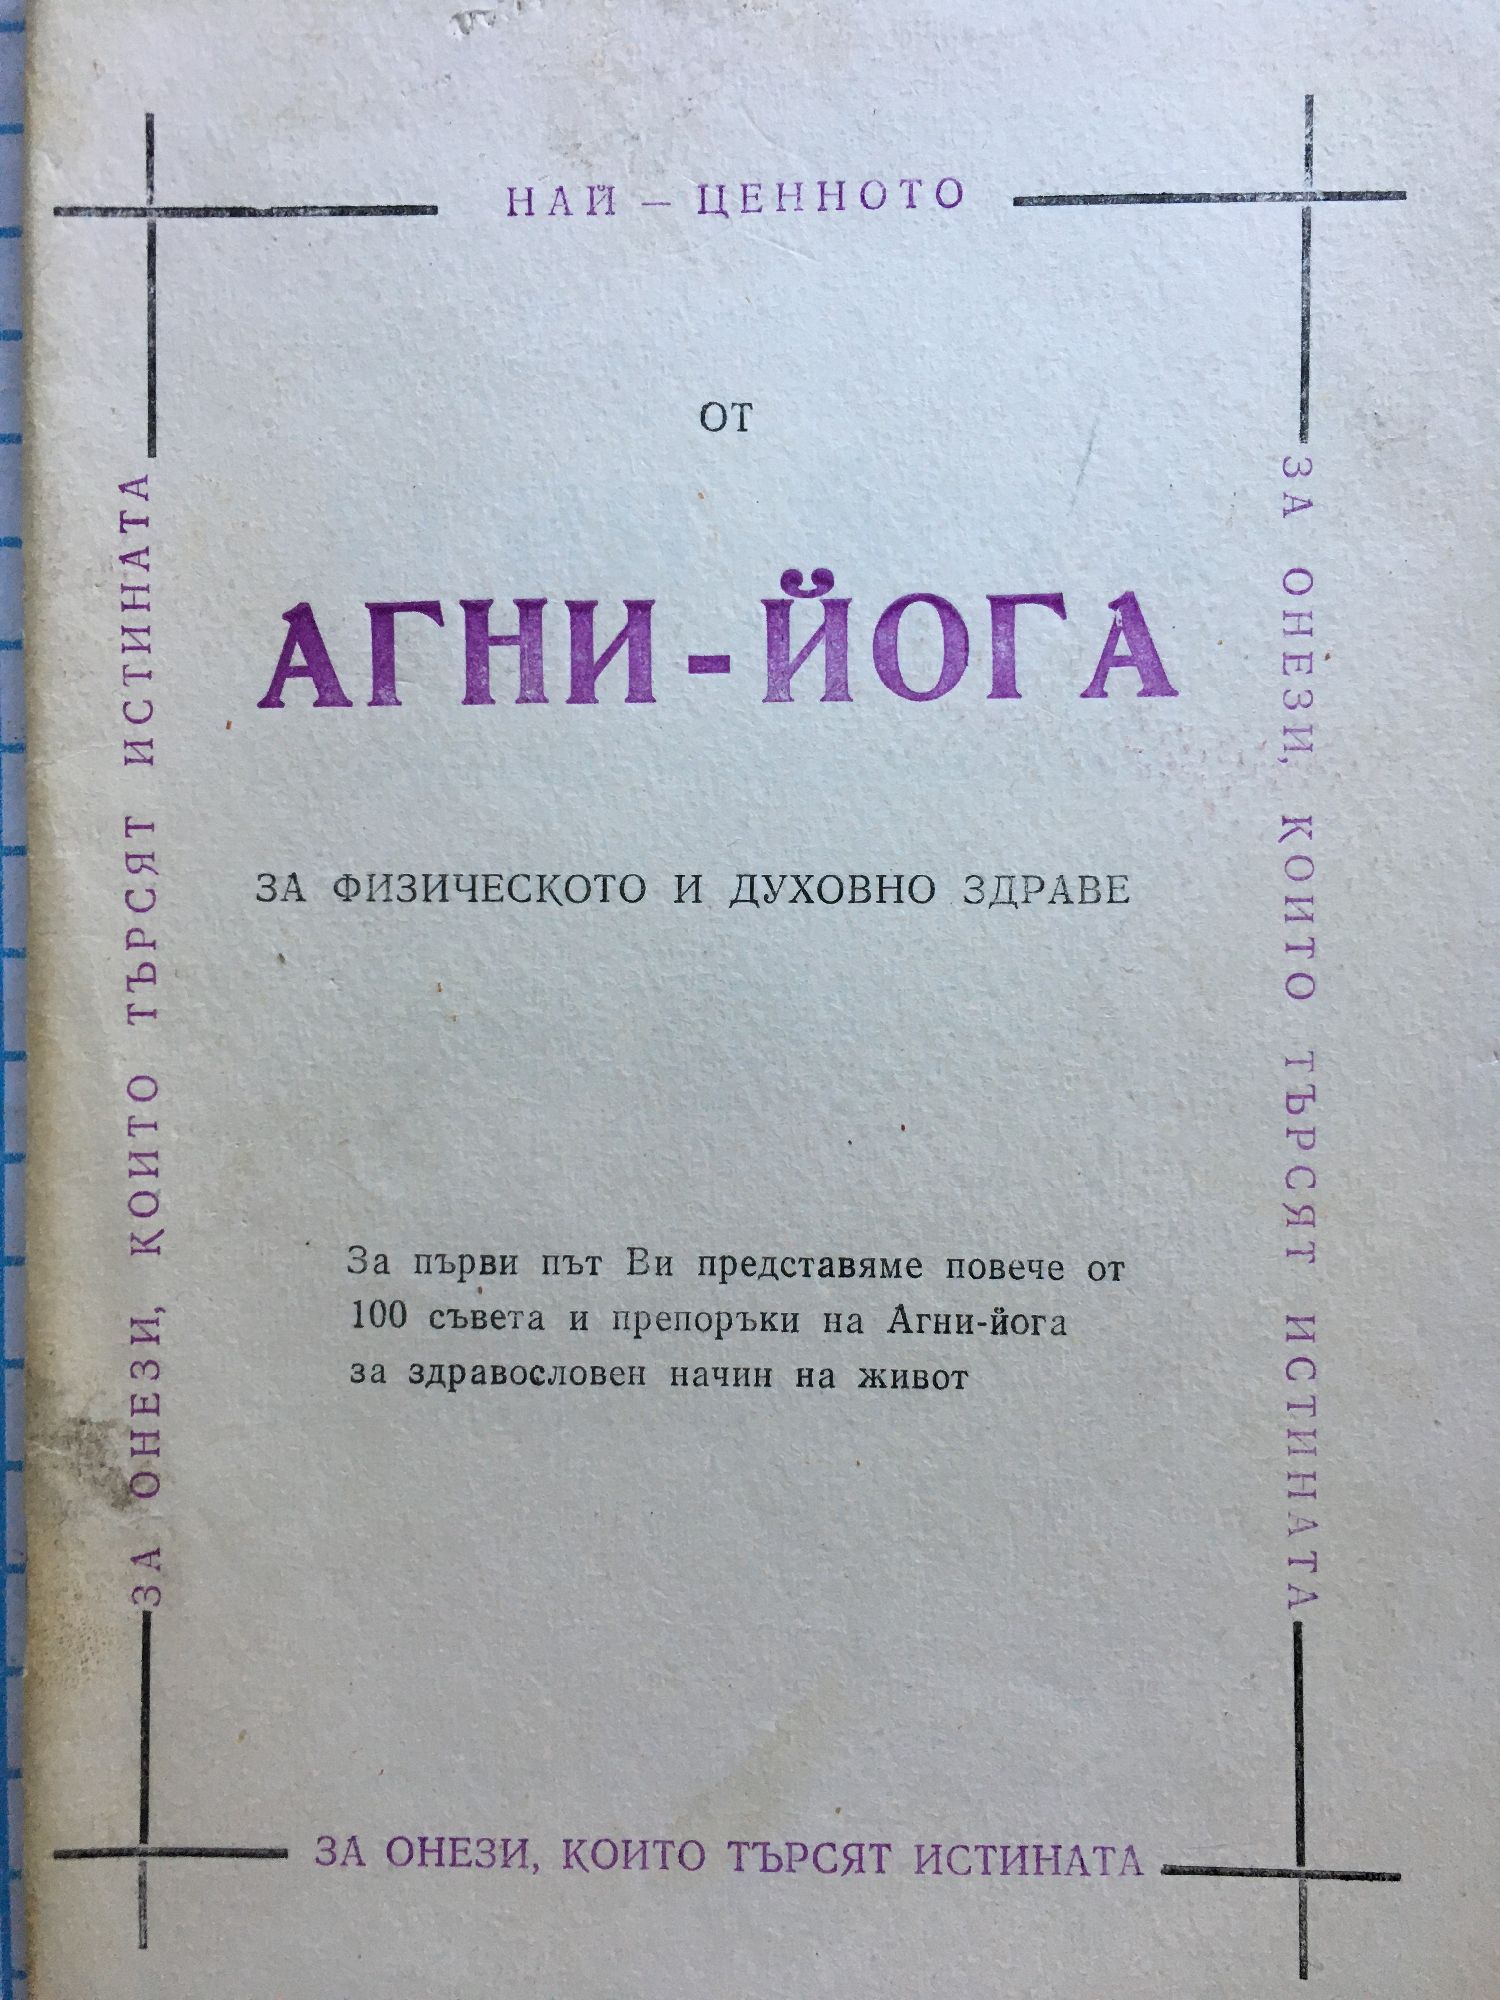 НАЙ – ЦЕННОТО
ОТ
АГНИ-ЙОГА
ЗА ФИЗИЧЕСКОТО И ДУХОВНО ЗДРАВЕ
За първи път Ви представяме повече от
100 съвета и препоръки на Агни-йога
за здравословен начин на живот
ЗА ОНЕЗИ, КОИТО ТЪРСЯТ ИСТИНАТА
ЗА ОНЕЗИ, КОИТО ТЪРСЯТ ИСТИНАТА
ЗА ОНЕЗИ, КОИТО ТЪРСЯТ ИСТИНАТА